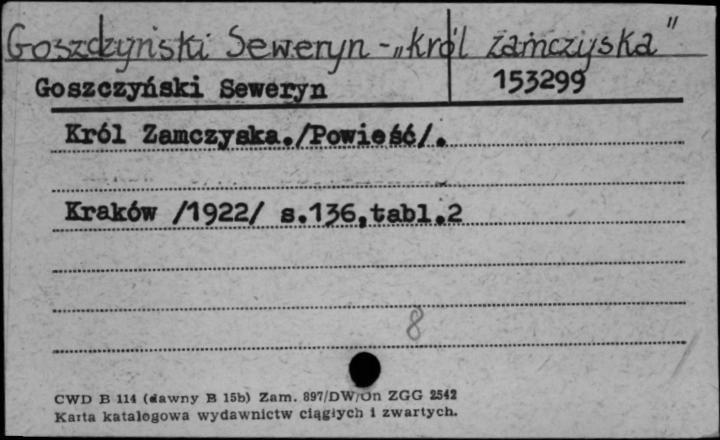 Goszdzyński Seweryn - „Król zamczyska"
Goszczyński Seweryn 153299
Król Zamczyska./Powieść/.
Kraków /1922/ s.136,tabl.2
8
CWD B 114 (dawny B 15b) Zam. 897/DW/On ZGG 2542
Karta katalogowa wydawnictw ciągłych i zwartych.